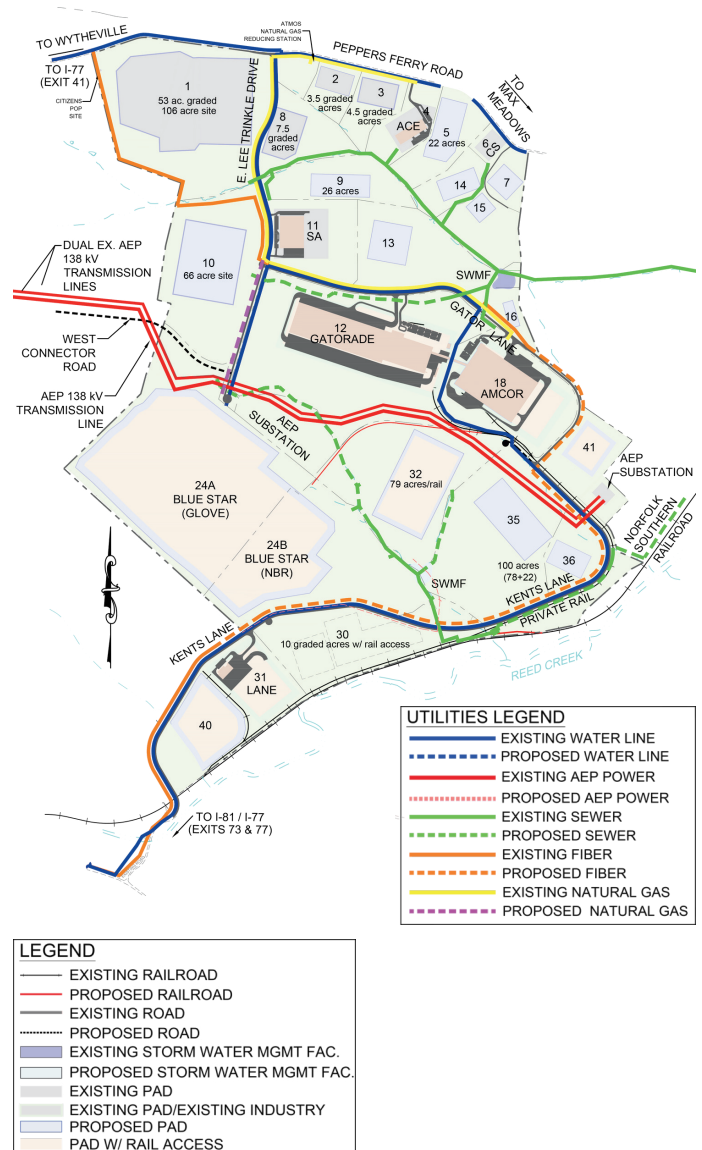 TO WYTHEVILLE
ATMOS
NATURAL GAS
REDUCING STATION
PEPPERS FERRY ROAD
TO I-77
(EXIT 41)
CITIZENS
POP
SITE
1
53 ac. graded
106 acre site
E. LEE TRINKLE DRIVE
2
3.5 graded
acres
3
4.5 graded
acres
4
ACE
TO
MAX
MEADOWS
5
22 acres
6
CS
7
8
7.5
graded
acres
9
26 acres
14
15
10
66 acre site
11
SA
13
SWMF
DUAL EX. AEP
138 kV
TRANSMISSION
LINES
WEST
CONNECTOR
ROAD
AEP 138 kV
TRANSMISSION
LINE
12
GATORADE
GATOR LANE
16
18
AMCOR
AEP
SUBSTATION
41
AEP
SUBSTATION
24A
BLUE STAR
(GLOVE)
24B
BLUE STAR
(NBR)
32
79 acres/rail
35
100 acres
(78+22)
36
NORFOLK
SOUTHERN
RAILROAD
SWMF
KENTS LANE
PRIVATE RAIL
KENTS LANE
30
10 graded acres w/ rail access
REED CREEK
31
LANE
40
TO I-81 / I-77
(EXITS 73 & 77)
UTILITIES LEGEND
EXISTING WATER LINE
PROPOSED WATER LINE
EXISTING AEP POWER
PROPOSED AEP POWER
EXISTING SEWER
PROPOSED SEWER
EXISTING FIBER
PROPOSED FIBER
EXISTING NATURAL GAS
PROPOSED NATURAL GAS
LEGEND
EXISTING RAILROAD
PROPOSED RAILROAD
EXISTING ROAD
PROPOSED ROAD
EXISTING STORM WATER MGMT FAC.
PROPOSED STORM WATER MGMT FAC.
EXISTING PAD
EXISTING PAD/EXISTING INDUSTRY
PROPOSED PAD
PAD W/ RAIL ACCESS